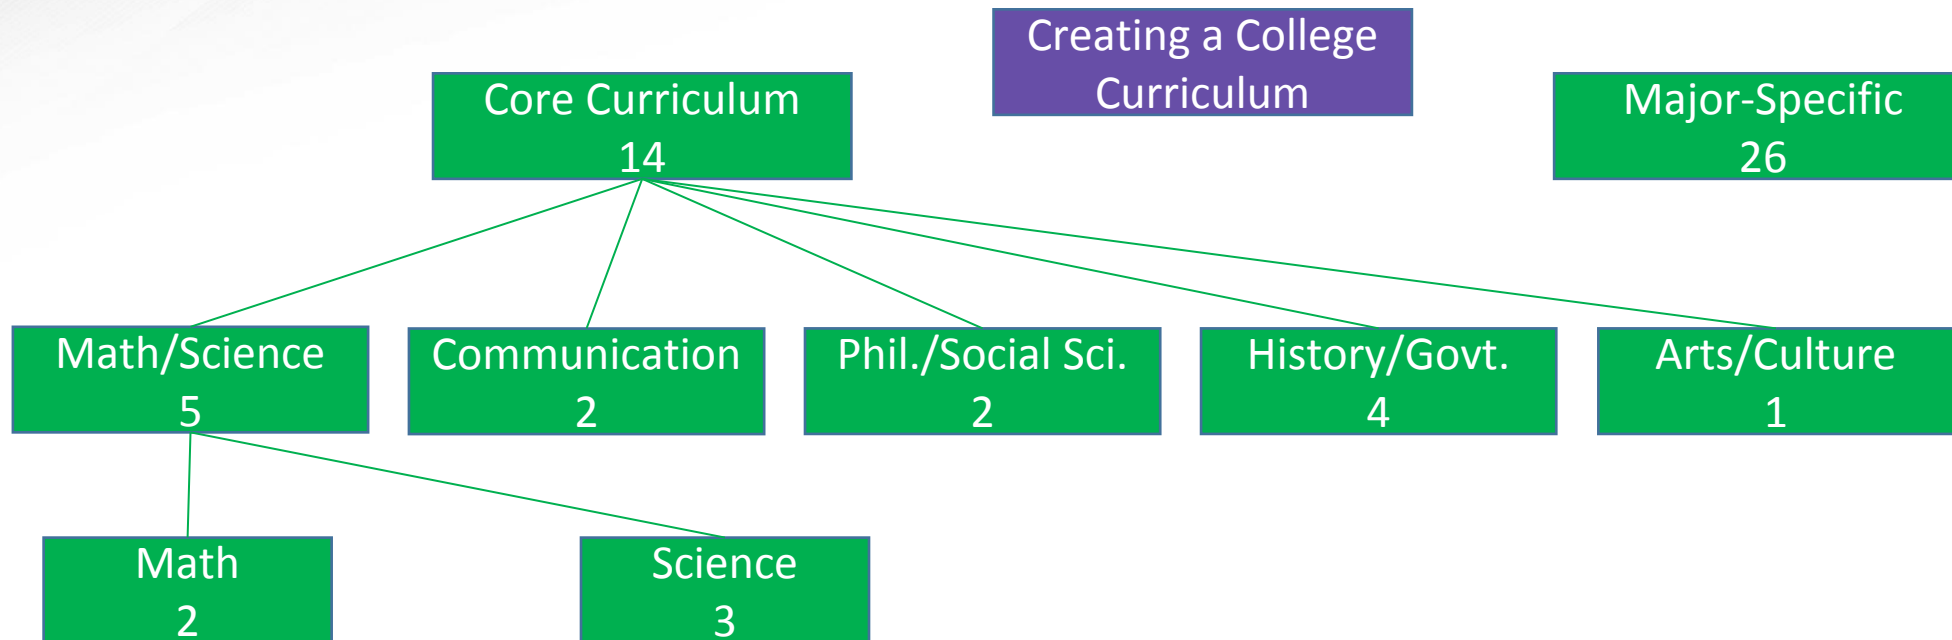 Creating a College
Curriculum
Core Curriculum
14
Major-Specific
26
Math/Science
5
Communication
2
Phil./Social Sci.
2
History/Govt.
4
Arts/Culture
1
Math
2
Science
3